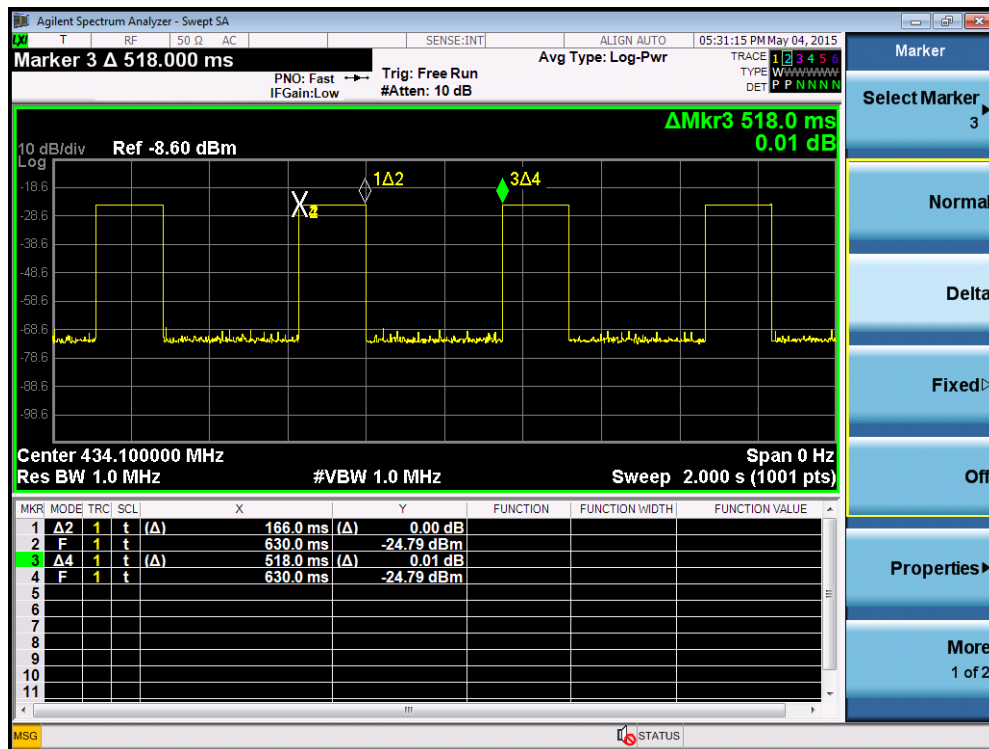 Agilent Spectrum Analyzer - Swept SA
LXI T RF 50 Ω AC SENSE:INT ALIGN AUTO 05:31:15 PM May 04, 2015
Marker 3 Δ 518.000 ms
PNO: Fast
IFGain:Low
Trig: Free Run
#Atten: 10 dB
Avg Type: Log-Pwr
TRACE 1 2 3 4 5 6
TYPE WWWWWWW
DET P P N N N N
ΔMkr3 518.0 ms
0.01 dB
10 dB/div Ref -8.60 dBm
Log
-18.6
-28.6
-38.6
-48.6
-58.6
-68.6
-78.6
-88.6
-98.6
1Δ2
3Δ4
Center 434.100000 MHz Span 0 Hz
Res BW 1.0 MHz #VBW 1.0 MHz Sweep 2.000 s (1001 pts)
MKR MODE TRC SCL X Y FUNCTION FUNCTION WIDTH FUNCTION VALUE
1 Δ2 1 t (Δ) 166.0 ms (Δ) 0.00 dB
2 F 1 t 630.0 ms -24.79 dBm
3 Δ4 1 t (Δ) 518.0 ms (Δ) 0.01 dB
4 F 1 t 630.0 ms -24.79 dBm
5
6
7
8
9
10
11
MSG STATUS
Marker
Select Marker
3
Normal
Delta
Fixed
Off
Properties
More
1 of 2